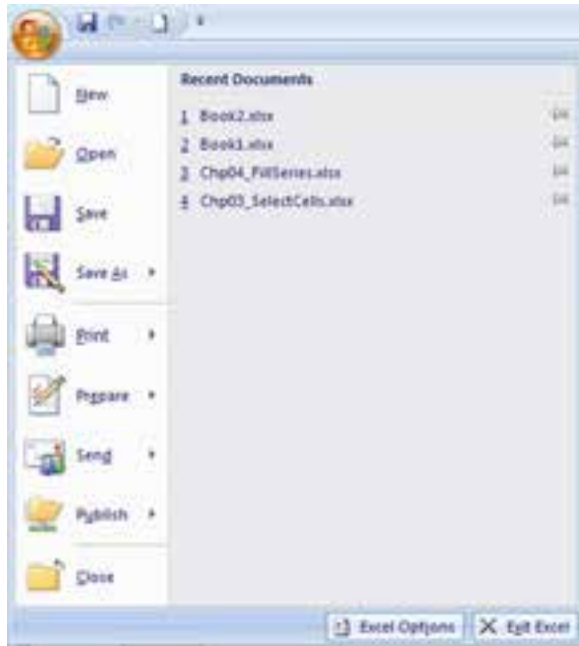 Recent Documents
New
Open
Save
Save As
Print
Prepare
Send
Publish
Close
1 Book2.xlsx
2 Book1.xlsx
3 Chp04_FillSeries.xlsx
4 Chp03_SelectCells.xlsx
Excel Options
Exit Excel